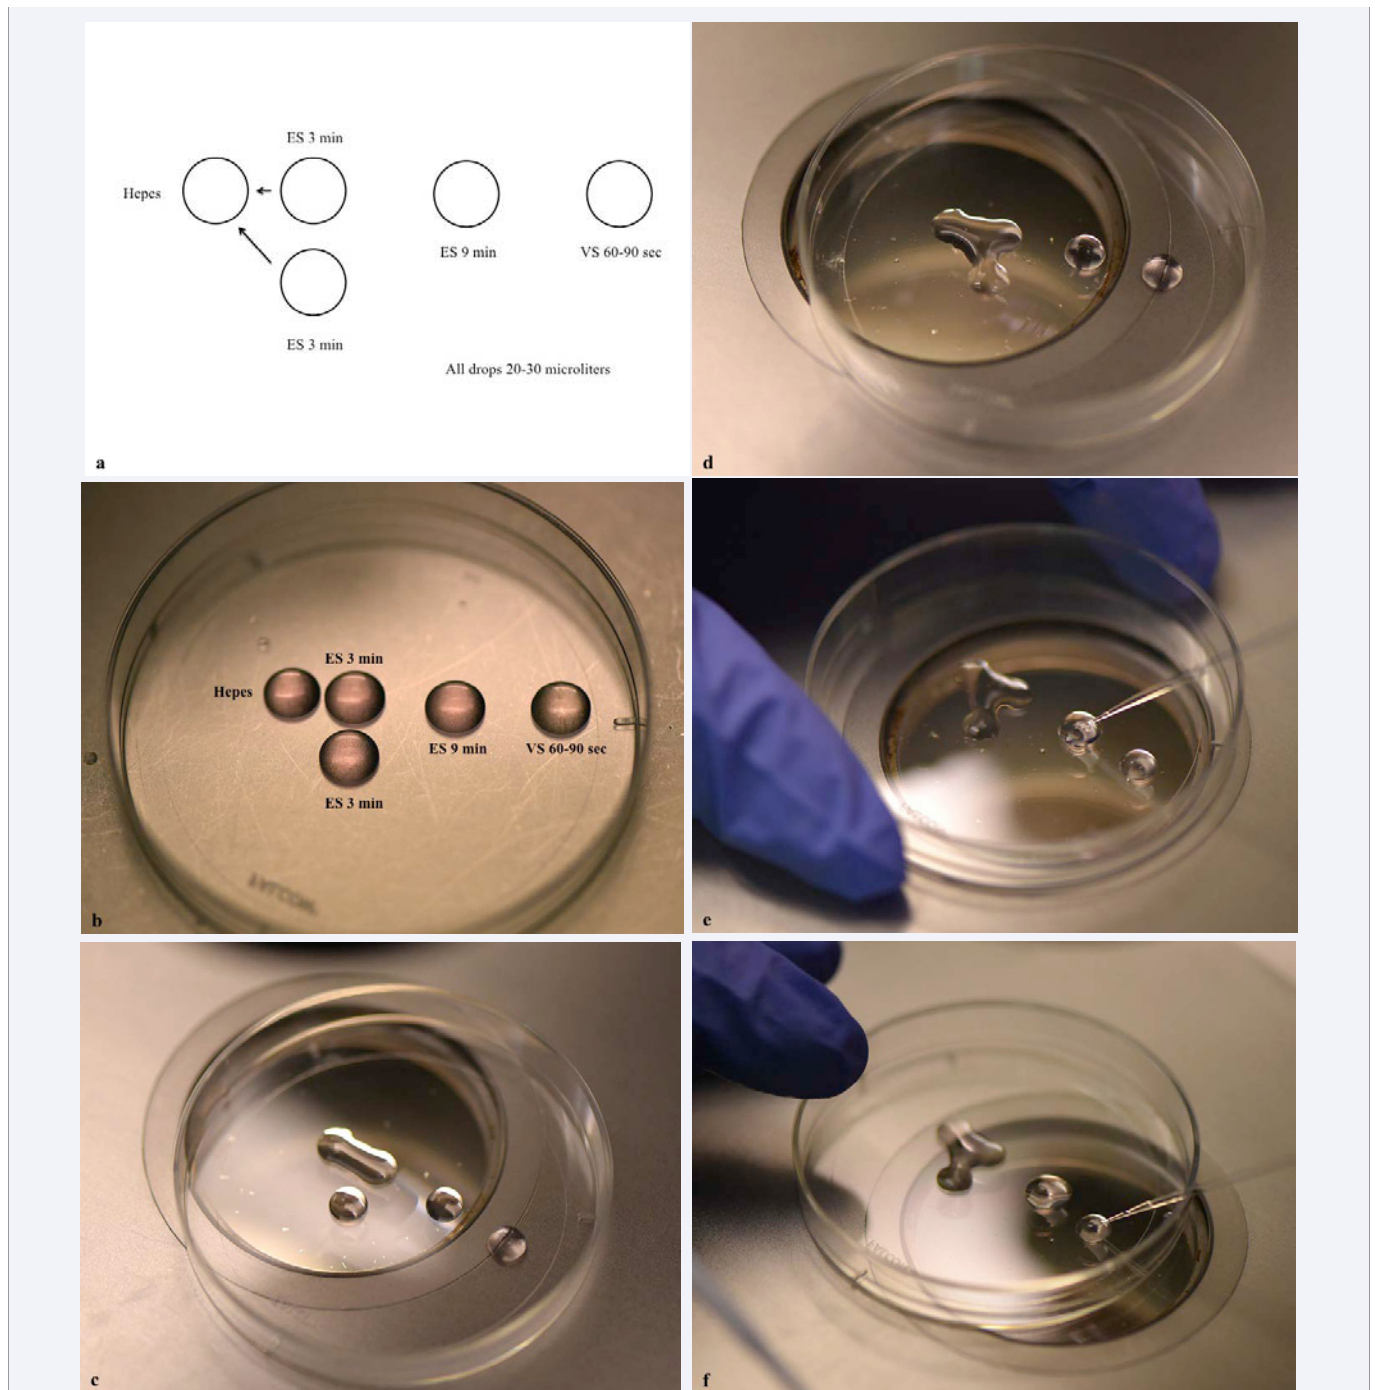 ES 3 min
Hepes
ES 9 min
VS 60-90 sec
ES 3 min
All drops 20-30 microliters
a
d
ES 3 min
Hepes
ES 9 min
VS 60-90 sec
ES 3 min
b
e
c
f